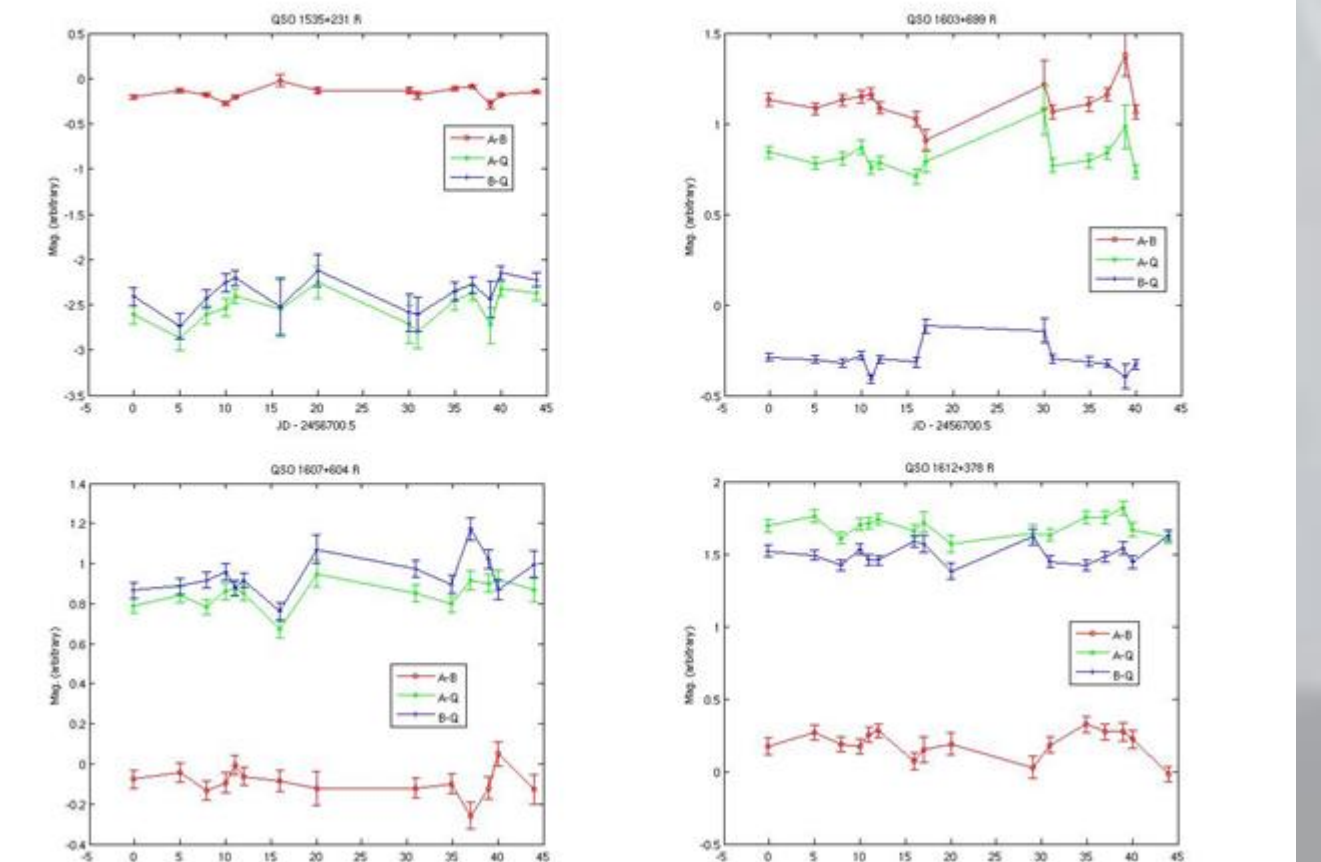 QSO 1535+231 R
0.5
0
-0.5
-1
-1.5
-2
-2.5
-3
-3.5
Mag. (arbitrary)
A-B
A-Q
B-Q
-5 0 5 10 15 20 25 30 35 40 45
JD - 2456700.5
QSO 1603+699 R
1.5
1
0.5
0
-0.5
Mag. (arbitrary)
A-B
A-Q
B-Q
-5 0 5 10 15 20 25 30 35 40 45
JD - 2456700.5
QSO 1607+604 R
1.4
1.2
1
0.8
0.6
0.4
0.2
0
-0.2
-0.4
Mag. (arbitrary)
A-B
A-Q
B-Q
-5 0 5 10 15 20 25 30 35 40 45
QSO 1612+378 R
2
1.5
1
0.5
0
-0.5
Mag. (arbitrary)
A-B
A-Q
B-Q
-5 0 5 10 15 20 25 30 35 40 45